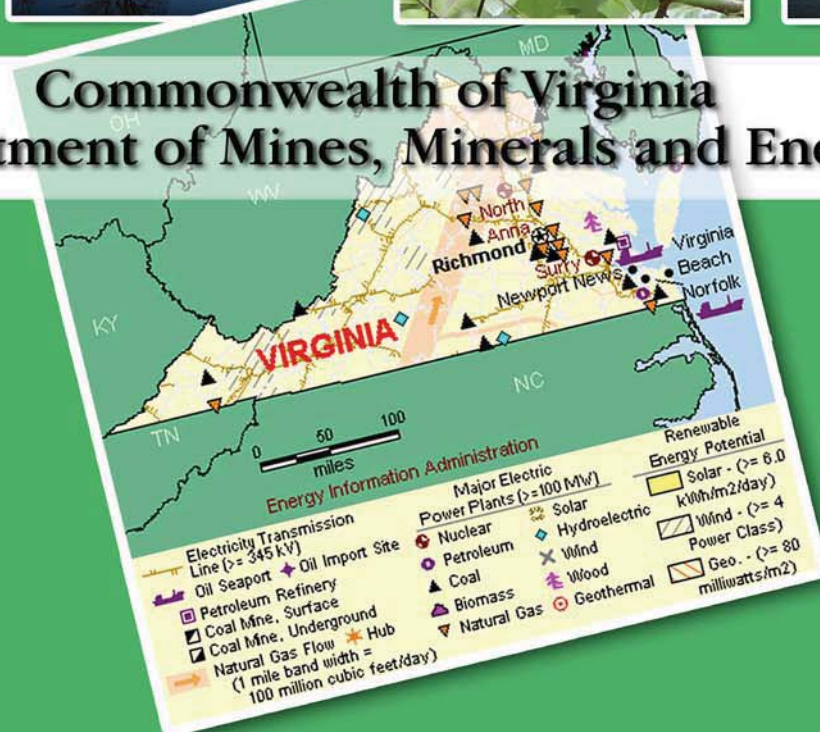 Commonwealth of Virginia
tment of Mines, Minerals and Ene
MD
OH
WV
KY
TN
NC
North
Anna
Richmond
Surry
Newport News
Virginia
Beach
Norfolk
VIRGINIA
0 50 100
miles
Energy Information Administration
Electricity Transmission
Line (>= 345 kV)
Oil Seaport Oil Import Site
Petroleum Refinery
Coal Mine, Surface
Coal Mine, Underground
Natural Gas Flow Hub
(1 mile band width =
100 million cubic feet/day)
Major Electric
Power Plants (>=100 MW)
Nuclear
Petroleum
Coal
Biomass
Natural Gas
Solar
Hydroelectric
Wind
Wood
Geothermal
Renewable
Energy Potential
Solar - (>= 6.0
kWh/m2/day)
Wind - (>= 4
Power Class)
Geo. - (>= 80
milliwatts/m2)